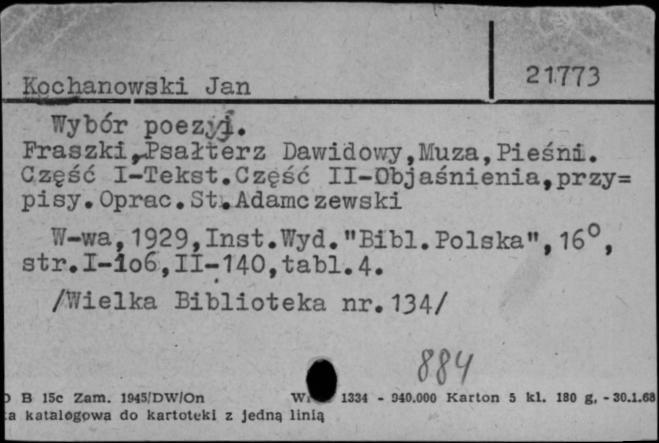 Kochanowski Jan
21773
Wybór poezyj.
Fraszki,Psałterz Dawidowy,Muza,Pieśni.
Część I-Tekst.Część II-Objaśnienia,przy=
pisy.Oprac.St.Adamczewski
W-wa,1929,Inst.Wyd."Bibl.Polska",16°,
str.I-1o6,II-140,tabl.4.
/Wielka Biblioteka nr.134/
884
B 15c Zam. 1945/DW/On 1334 - 940.000 Karton 5 kl. 180 g, - 30.1.68
katalogowa do kartoteki z jedną linią